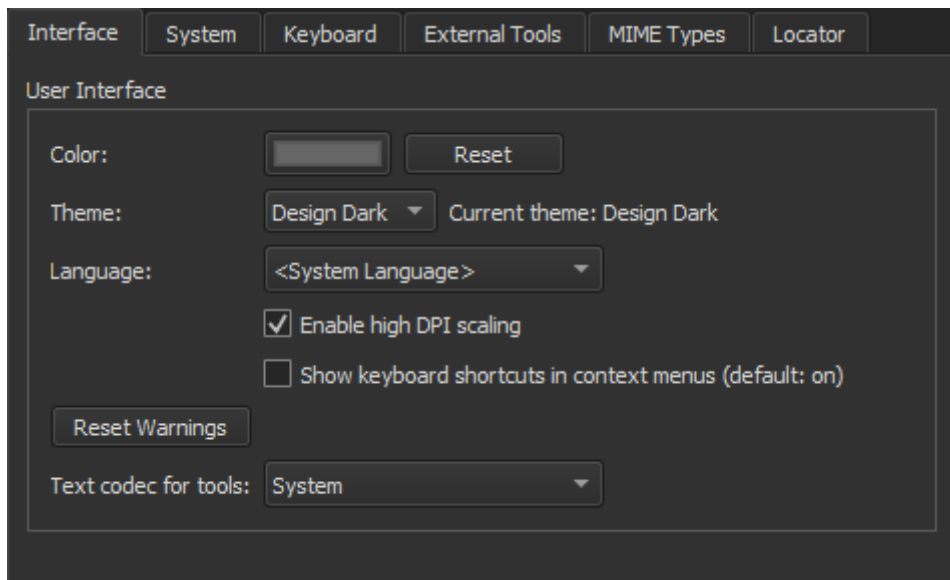 Interface System Keyboard External Tools MIME Types Locator
User Interface
Color: Reset
Theme: Design Dark Current theme: Design Dark
Language: <System Language>
Enable high DPI scaling
Show keyboard shortcuts in context menus (default: on)
Reset Warnings
Text codec for tools: System